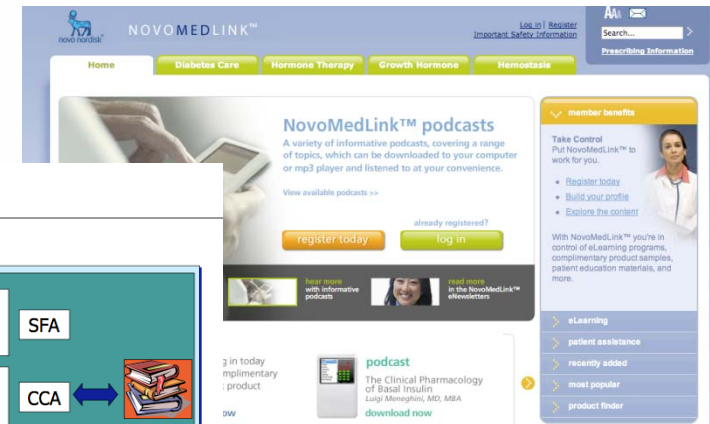 novo nordisk
NOVOMEDLINK™
Log in | Register
Important Safety Information
AAA
Search...
Prescribing Information
Home
Diabetes Care
Hormone Therapy
Growth Hormone
Hemostasis
NovoMedLink™ podcasts
A variety of informative podcasts, covering a range
of topics, which can be downloaded to your computer
or mp3 player and listened to at your convenience.
View available podcasts >>
already registered?
register today
log in
hear more
with informative
podcasts
read more
in the NovoMedLink™
eNewsletters
member benefits
Take Control
Put NovoMedLink™ to
work for you.
Register today
Build your profile
Explore the content
With NovoMedLink™ you're in
control of eLearning programs,
complimentary product samples,
patient education materials, and
more.
eLearning
patient assistance
recently added
most popular
product finder
SFA
CCA
g in today
mplimentary
product
ow
podcast
The Clinical Pharmacology
of Basal Insulin
Luigi Meneghini, MD, MBA
download now